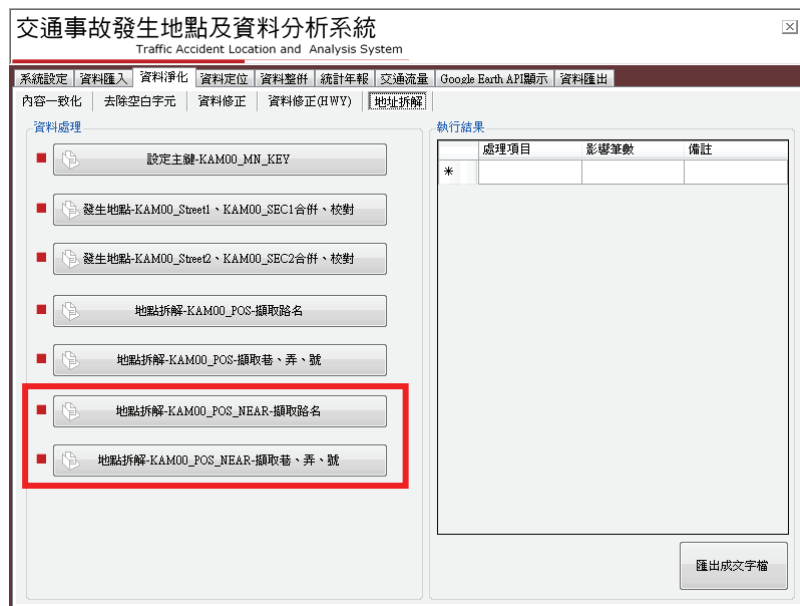 交通事故發生地點及資料分析系統
Traffic Accident Location and Analysis System
系統設定 資料匯入 資料淨化 資料定位 資料整併 統計年報 交通流量 Google Earth API顯示 資料匯出
內容一致化 去除空白字元 資料修正 資料修正(HWY) 地址拆解
資料處理
設定主鍵-KAM00_MN_KEY
發生地點-KAM00_Street1、KAM00_SEC1合併、校對
發生地點-KAM00_Street2、KAM00_SEC2合併、校對
地點拆解-KAM00_POS-擷取路名
地點拆解-KAM00_POS-擷取巷、弄、號
地點拆解-KAM00_POS_NEAR-擷取路名
地點拆解-KAM00_POS_NEAR-擷取巷、弄、號
執行結果
處理項目 影響筆數 備註
匯出成文字檔